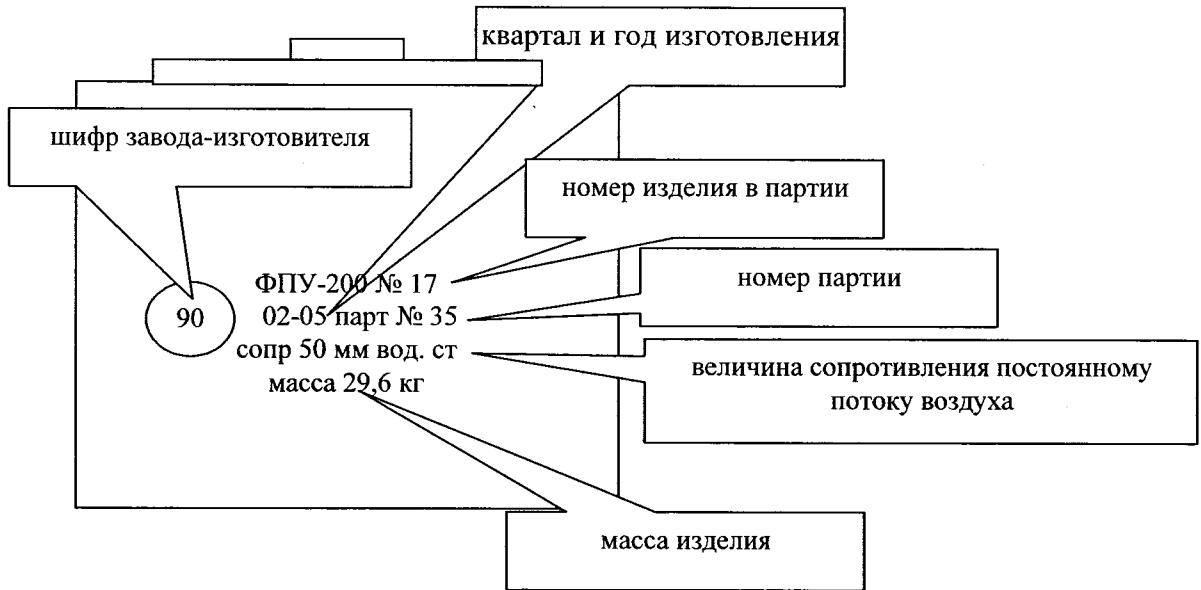 квартал и год изготовления
шифр завода-изготовителя
номер изделия в партии
номер партии
ФПУ-200 № 17
90
02-05 парт № 35
сопр 50 мм вод. ст
масса 29,6 кг
величина сопротивления постоянному
потоку воздуха
масса изделия